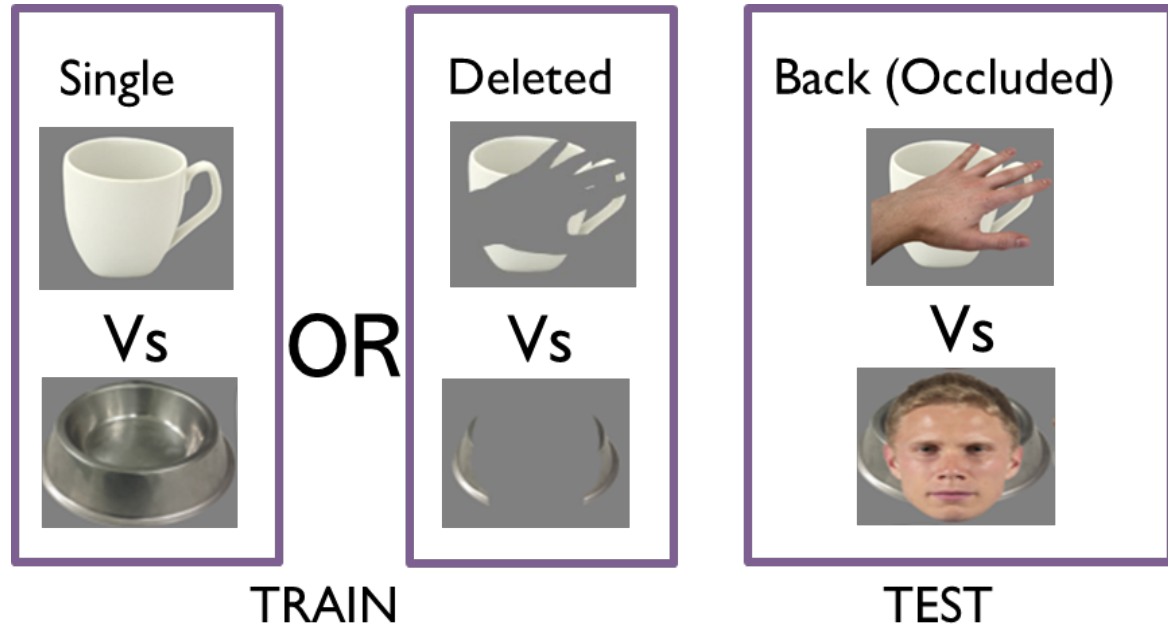 Single
Vs
OR
Deleted
Vs
Back (Occluded)
Vs
TRAIN
TEST